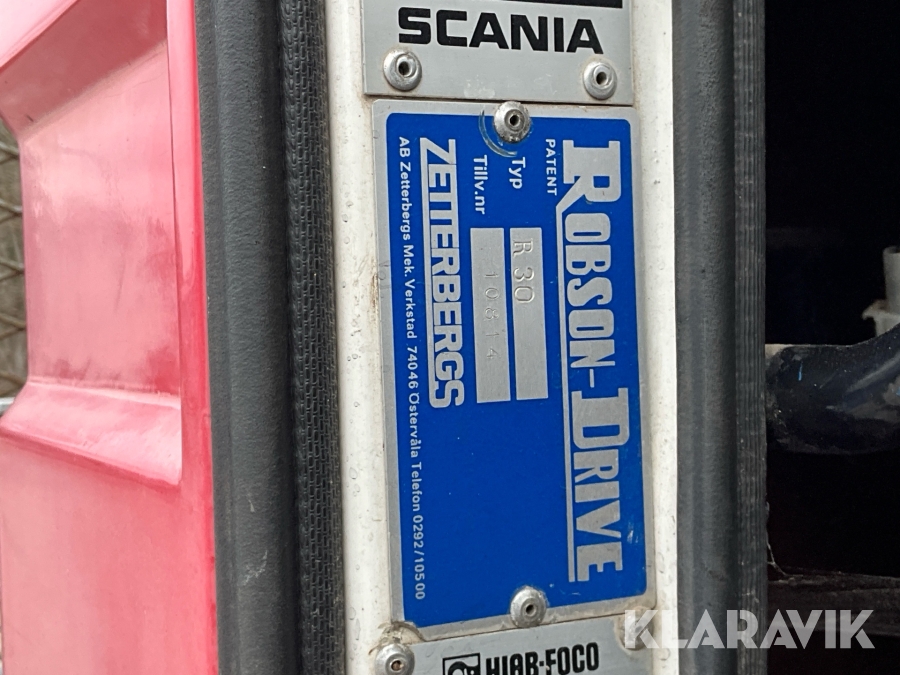 SCANIA
ROBSON-DRIVE
PATENT
Typ R 30
Tillv.nr 10614
ZETTERBERGS
AB Zetterbergs Mek. Verkstad 74046 Östervåla Telefon 0292/10500
HIAB-FOCO
KLARAVIK